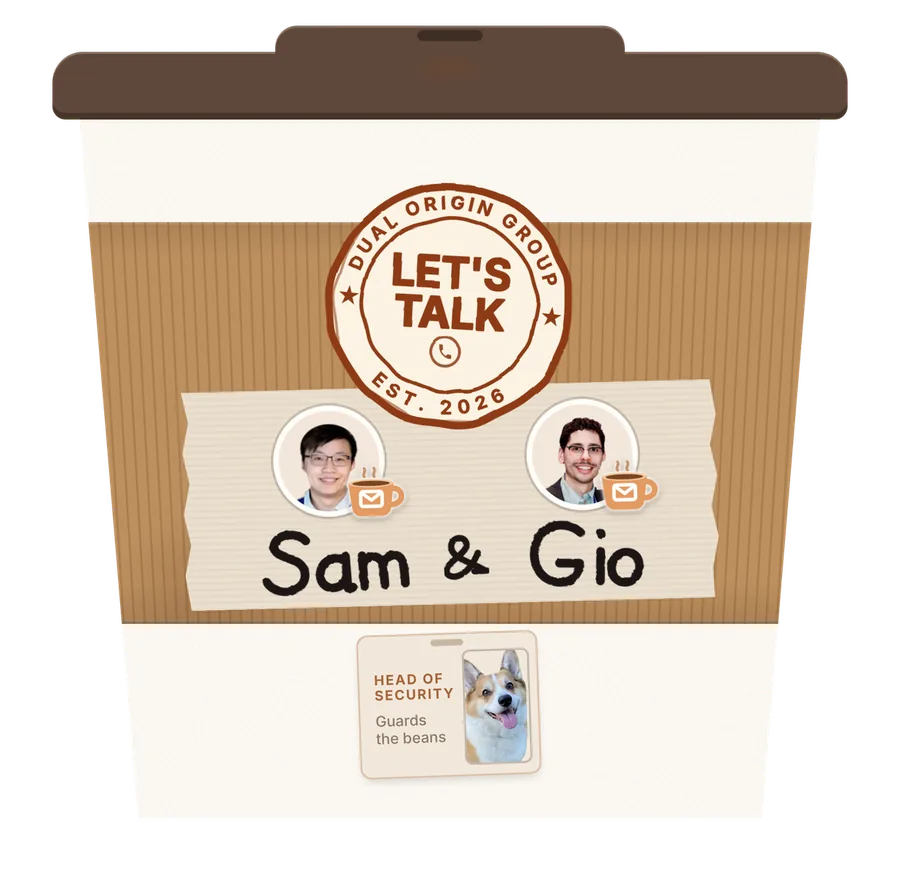 DUAL ORIGIN GROUP
LET'S
TALK
EST. 2026
Sam & Gio
HEAD OF
SECURITY
Guards
the beans